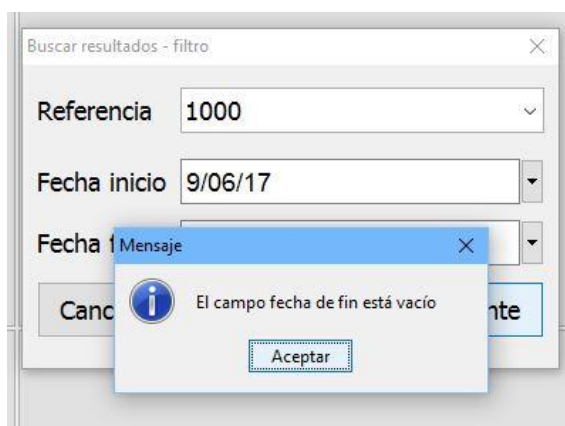 Buscar resultados - filtro
Referencia 1000
Fecha inicio 9/06/17
Fecha
Mensaje
El campo fecha de fin está vacío
Aceptar